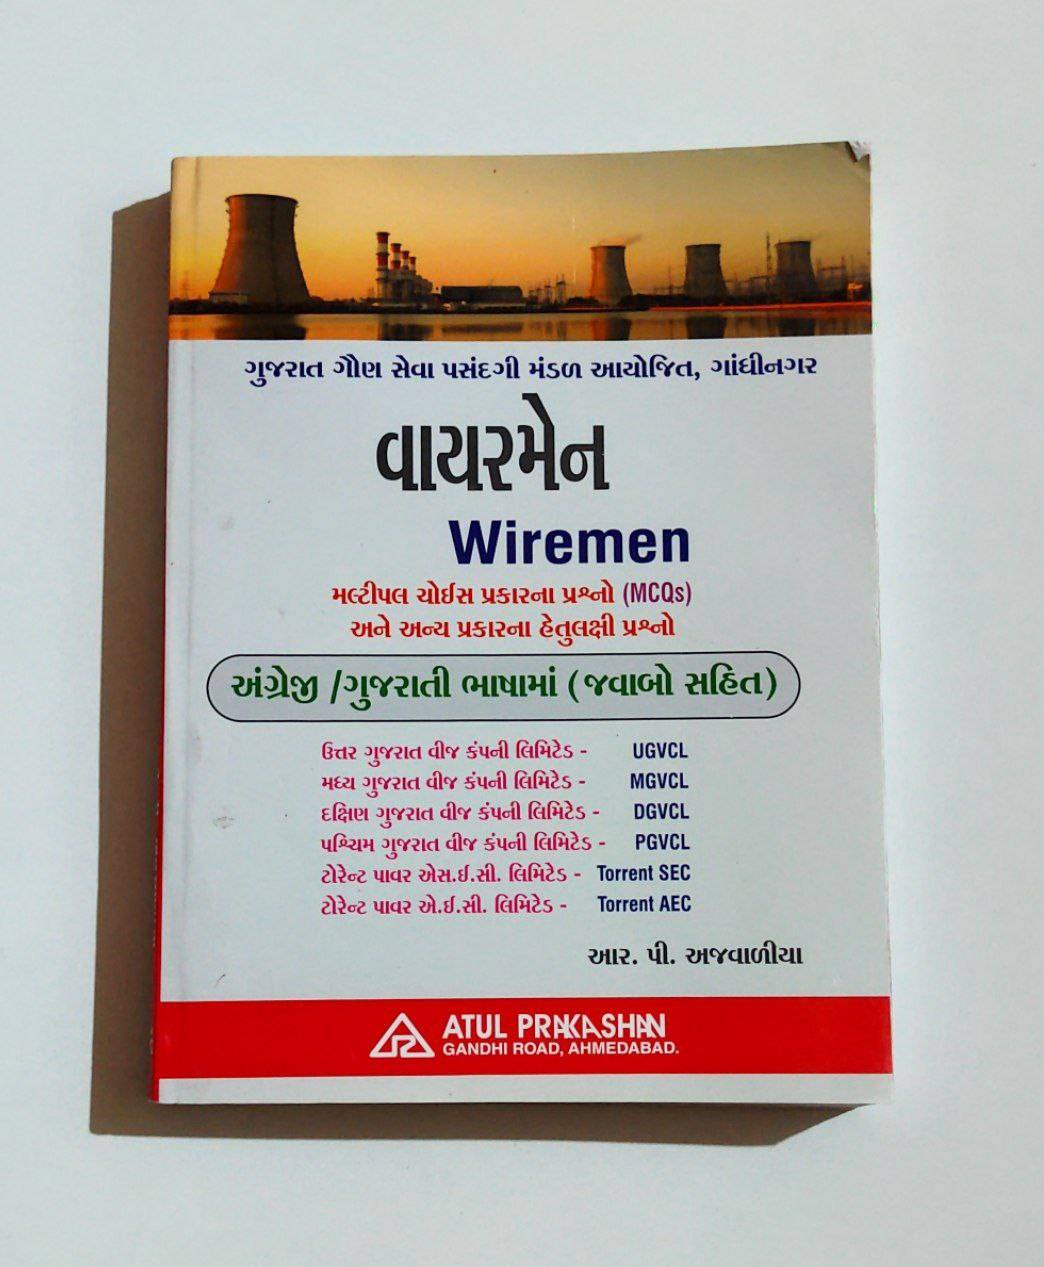 ગુજરાત ગૌણ સેવા પસંદગી મંડળ આયોજિત, ગાંધીનગર
વાયરમેન
Wiremen
મલ્ટીપલ ચોઈસ પ્રકારના પ્રશ્નો (MCQs)
અને અન્ય પ્રકારના હેતુલક્ષી પ્રશ્નો
અંગ્રેજી /ગુજરાતી ભાષામાં (જવાબો સહિત)
ઉત્તર ગુજરાત વીજ કંપની લિમિટેડ - UGVCL
મધ્ય ગુજરાત વીજ કંપની લિમિટેડ - MGVCL
દક્ષિણ ગુજરાત વીજ કંપની લિમિટેડ - DGVCL
પશ્ચિમ ગુજરાત વીજ કંપની લિમિટેડ - PGVCL
ટોરેન્ટ પાવર એસ.ઈ.સી. લિમિટેડ - Torrent SEC
ટોરેન્ટ પાવર એ.ઈ.સી. લિમિટેડ - Torrent AEC
આર. પી. અજવાળીયા
ATUL PRAKASHAN
GANDHI ROAD, AHMEDABAD.